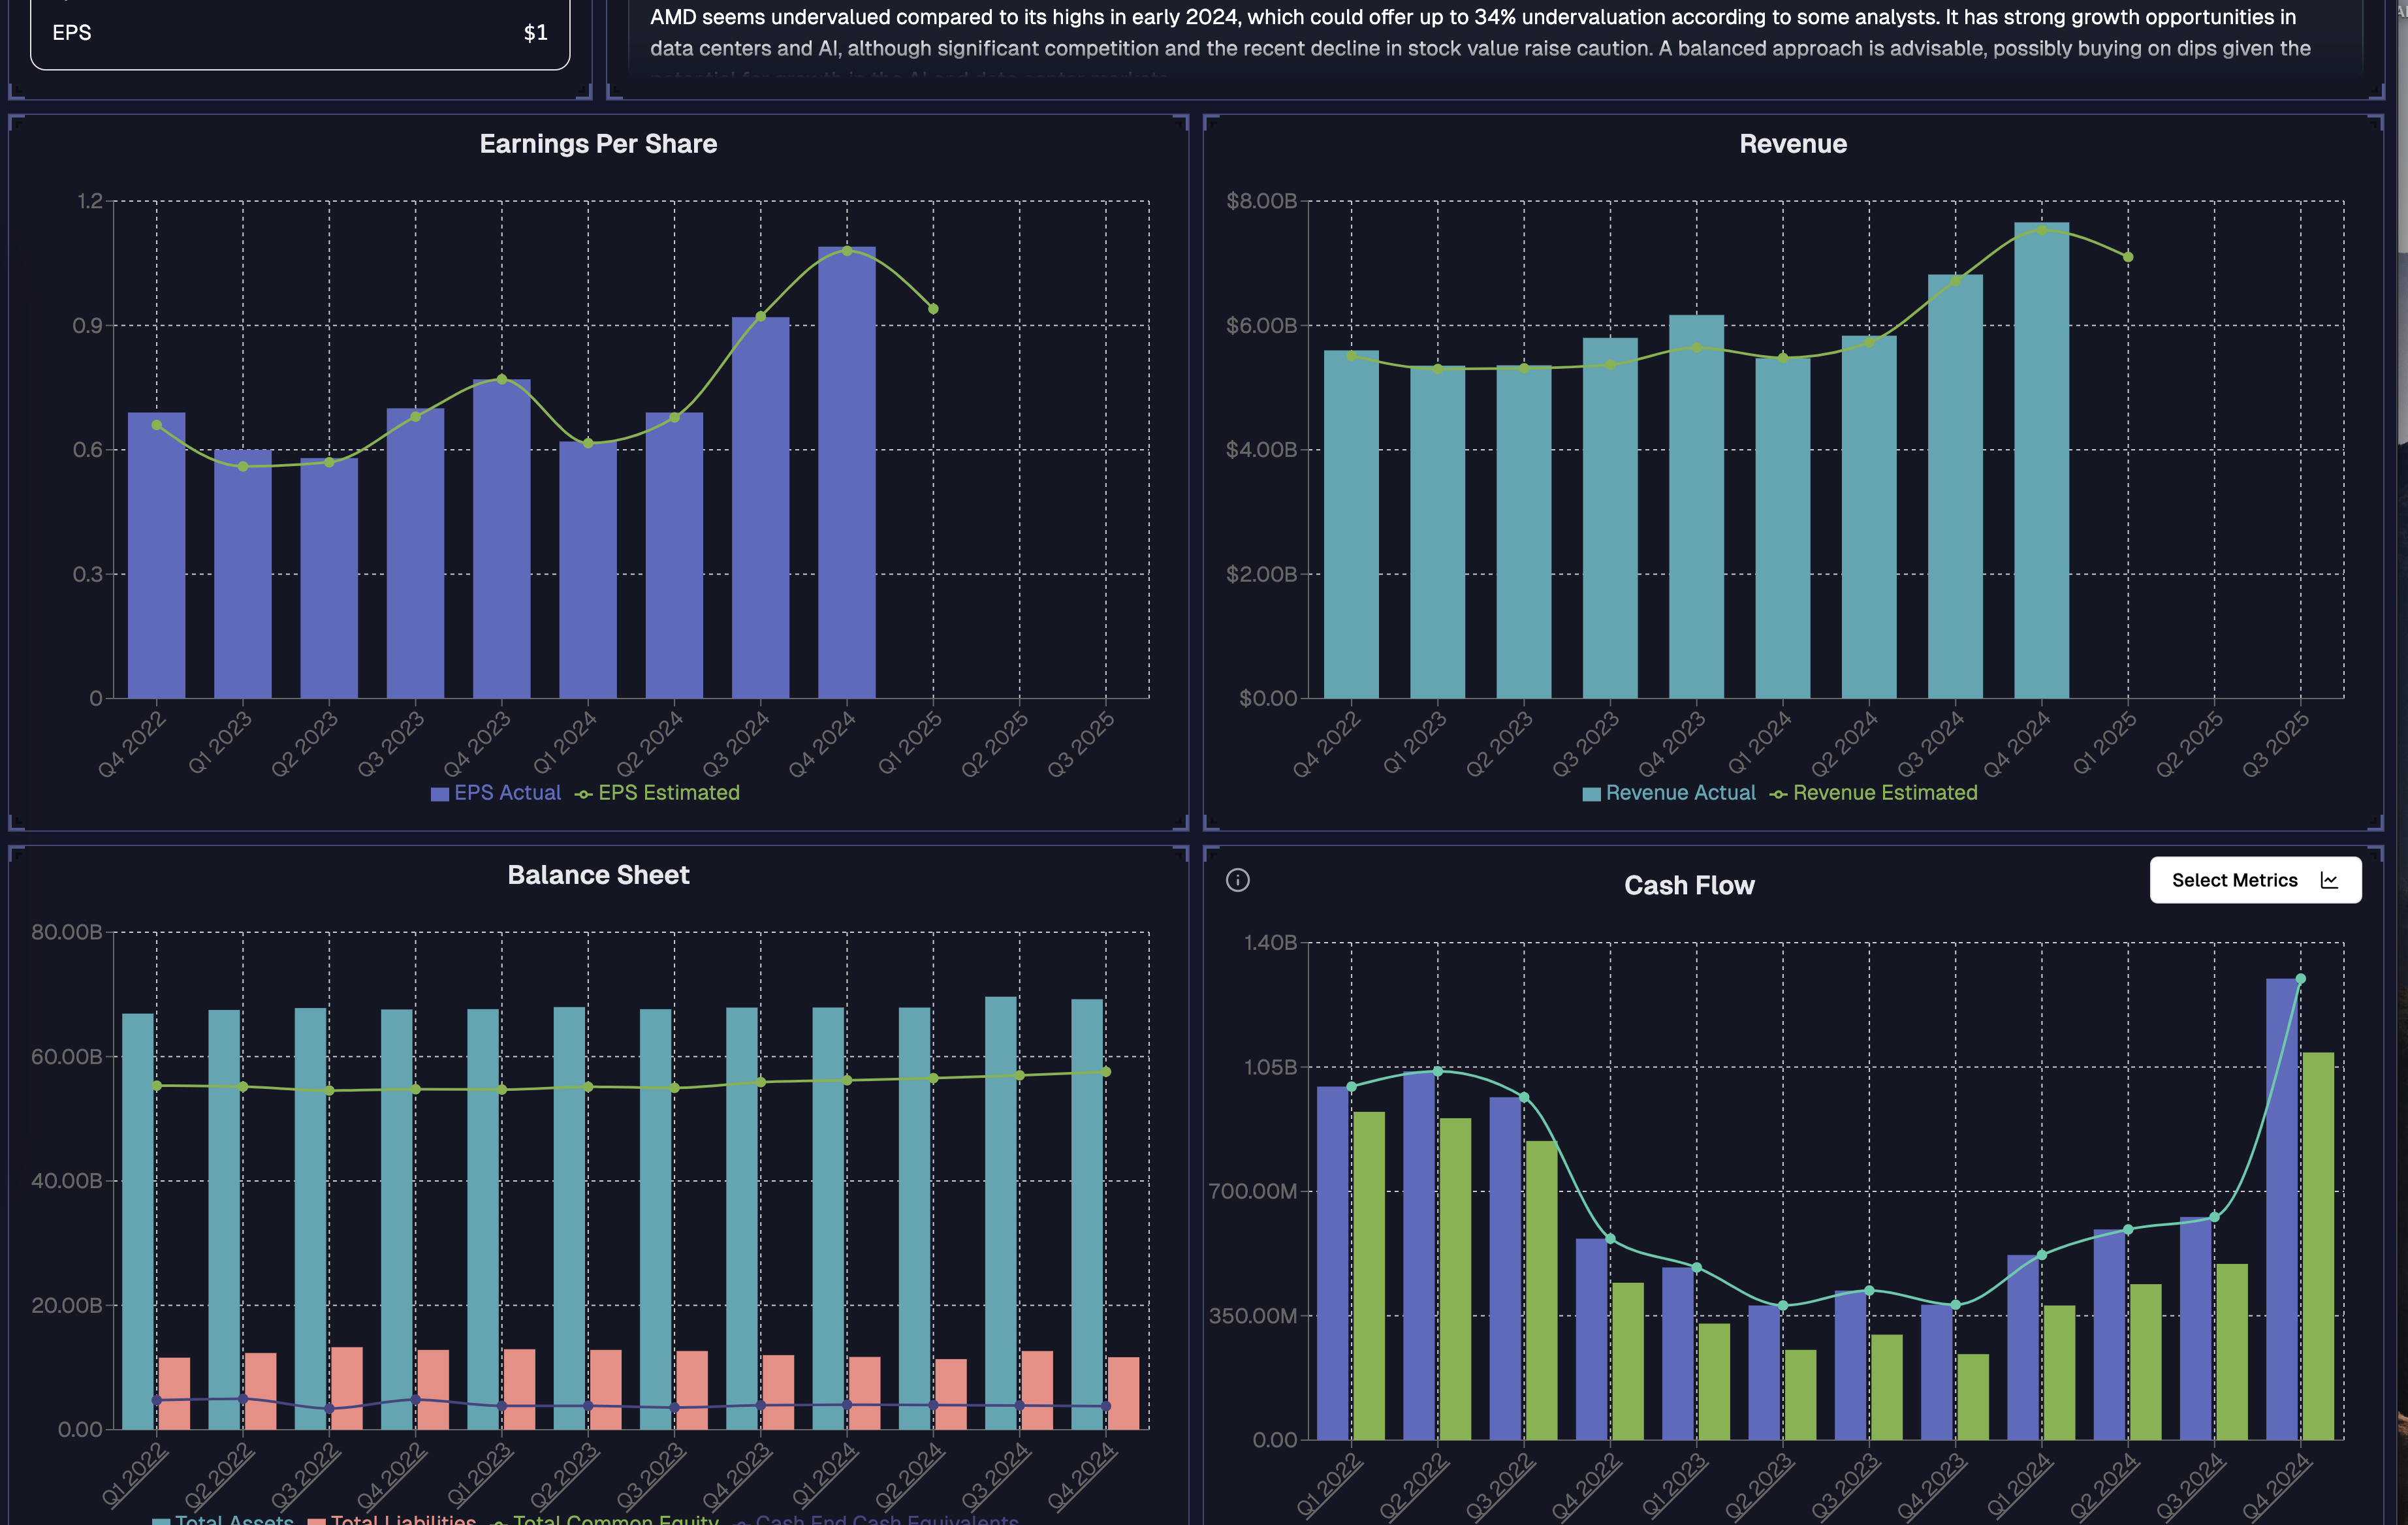 EPS $1
AMD seems undervalued compared to its highs in early 2024, which could offer up to 34% undervaluation according to some analysts. It has strong growth opportunities in
data centers and AI, although significant competition and the recent decline in stock value raise caution. A balanced approach is advisable, possibly buying on dips given the
potential for growth in the AI and data center markets.
Earnings Per Share
1.2
0.9
0.6
0.3
0
Q4 2022 Q1 2023 Q2 2023 Q3 2023 Q4 2023 Q1 2024 Q2 2024 Q3 2024 Q4 2024 Q1 2025 Q2 2025 Q3 2025
EPS Actual EPS Estimated
Revenue
$8.00B
$6.00B
$4.00B
$2.00B
$0.00
Q4 2022 Q1 2023 Q2 2023 Q3 2023 Q4 2023 Q1 2024 Q2 2024 Q3 2024 Q4 2024 Q1 2025 Q2 2025 Q3 2025
Revenue Actual Revenue Estimated
Balance Sheet
80.00B
60.00B
40.00B
20.00B
0.00
Q1 2022 Q2 2022 Q3 2022 Q4 2022 Q1 2023 Q2 2023 Q3 2023 Q4 2023 Q1 2024 Q2 2024 Q3 2024 Q4 2024
Total Assets Total Liabilities Total Common Equity Cash End Cash Equivalents
Cash Flow
Select Metrics
1.40B
1.05B
700.00M
350.00M
0.00
Q1 2022 Q2 2022 Q3 2022 Q4 2022 Q1 2023 Q2 2023 Q3 2023 Q4 2023 Q1 2024 Q2 2024 Q3 2024 Q4 2024